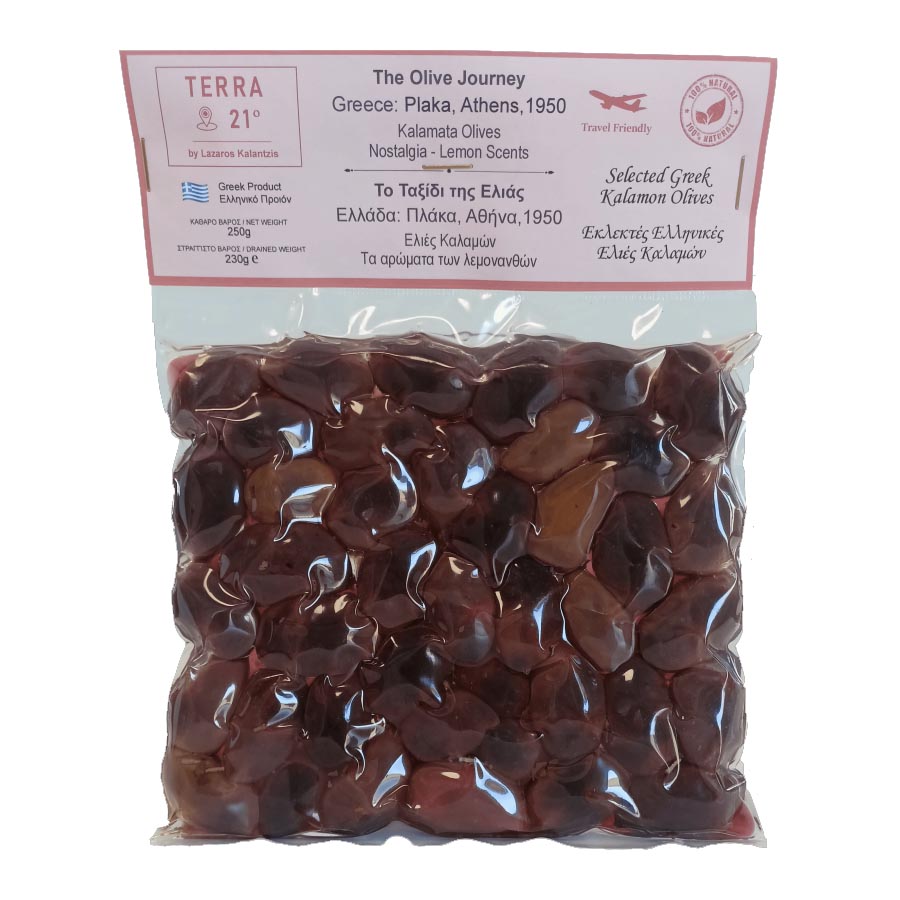 TERRA
21°
by Lazaros Kalantzis
Greek Product
Ελληνικό Προϊόν
ΚΑΘΑΡΟ ΒΑΡΟΣ / NET WEIGHT
250g
ΣΤΡΑΓΓΙΣΤΟ ΒΑΡΟΣ / DRAINED WEIGHT
230g e
The Olive Journey
Greece: Plaka, Athens,1950
Kalamata Olives
Nostalgia - Lemon Scents
Το Ταξίδι της Ελιάς
Ελλάδα: Πλάκα, Αθήνα,1950
Ελιές Καλαμών
Τα αρώματα των λεμονανθών
Travel Friendly
100% NATURAL
100% NATURAL
Selected Greek
Kalamon Olives
Εκλεκτές Ελληνικές
Ελιές Καλαμών